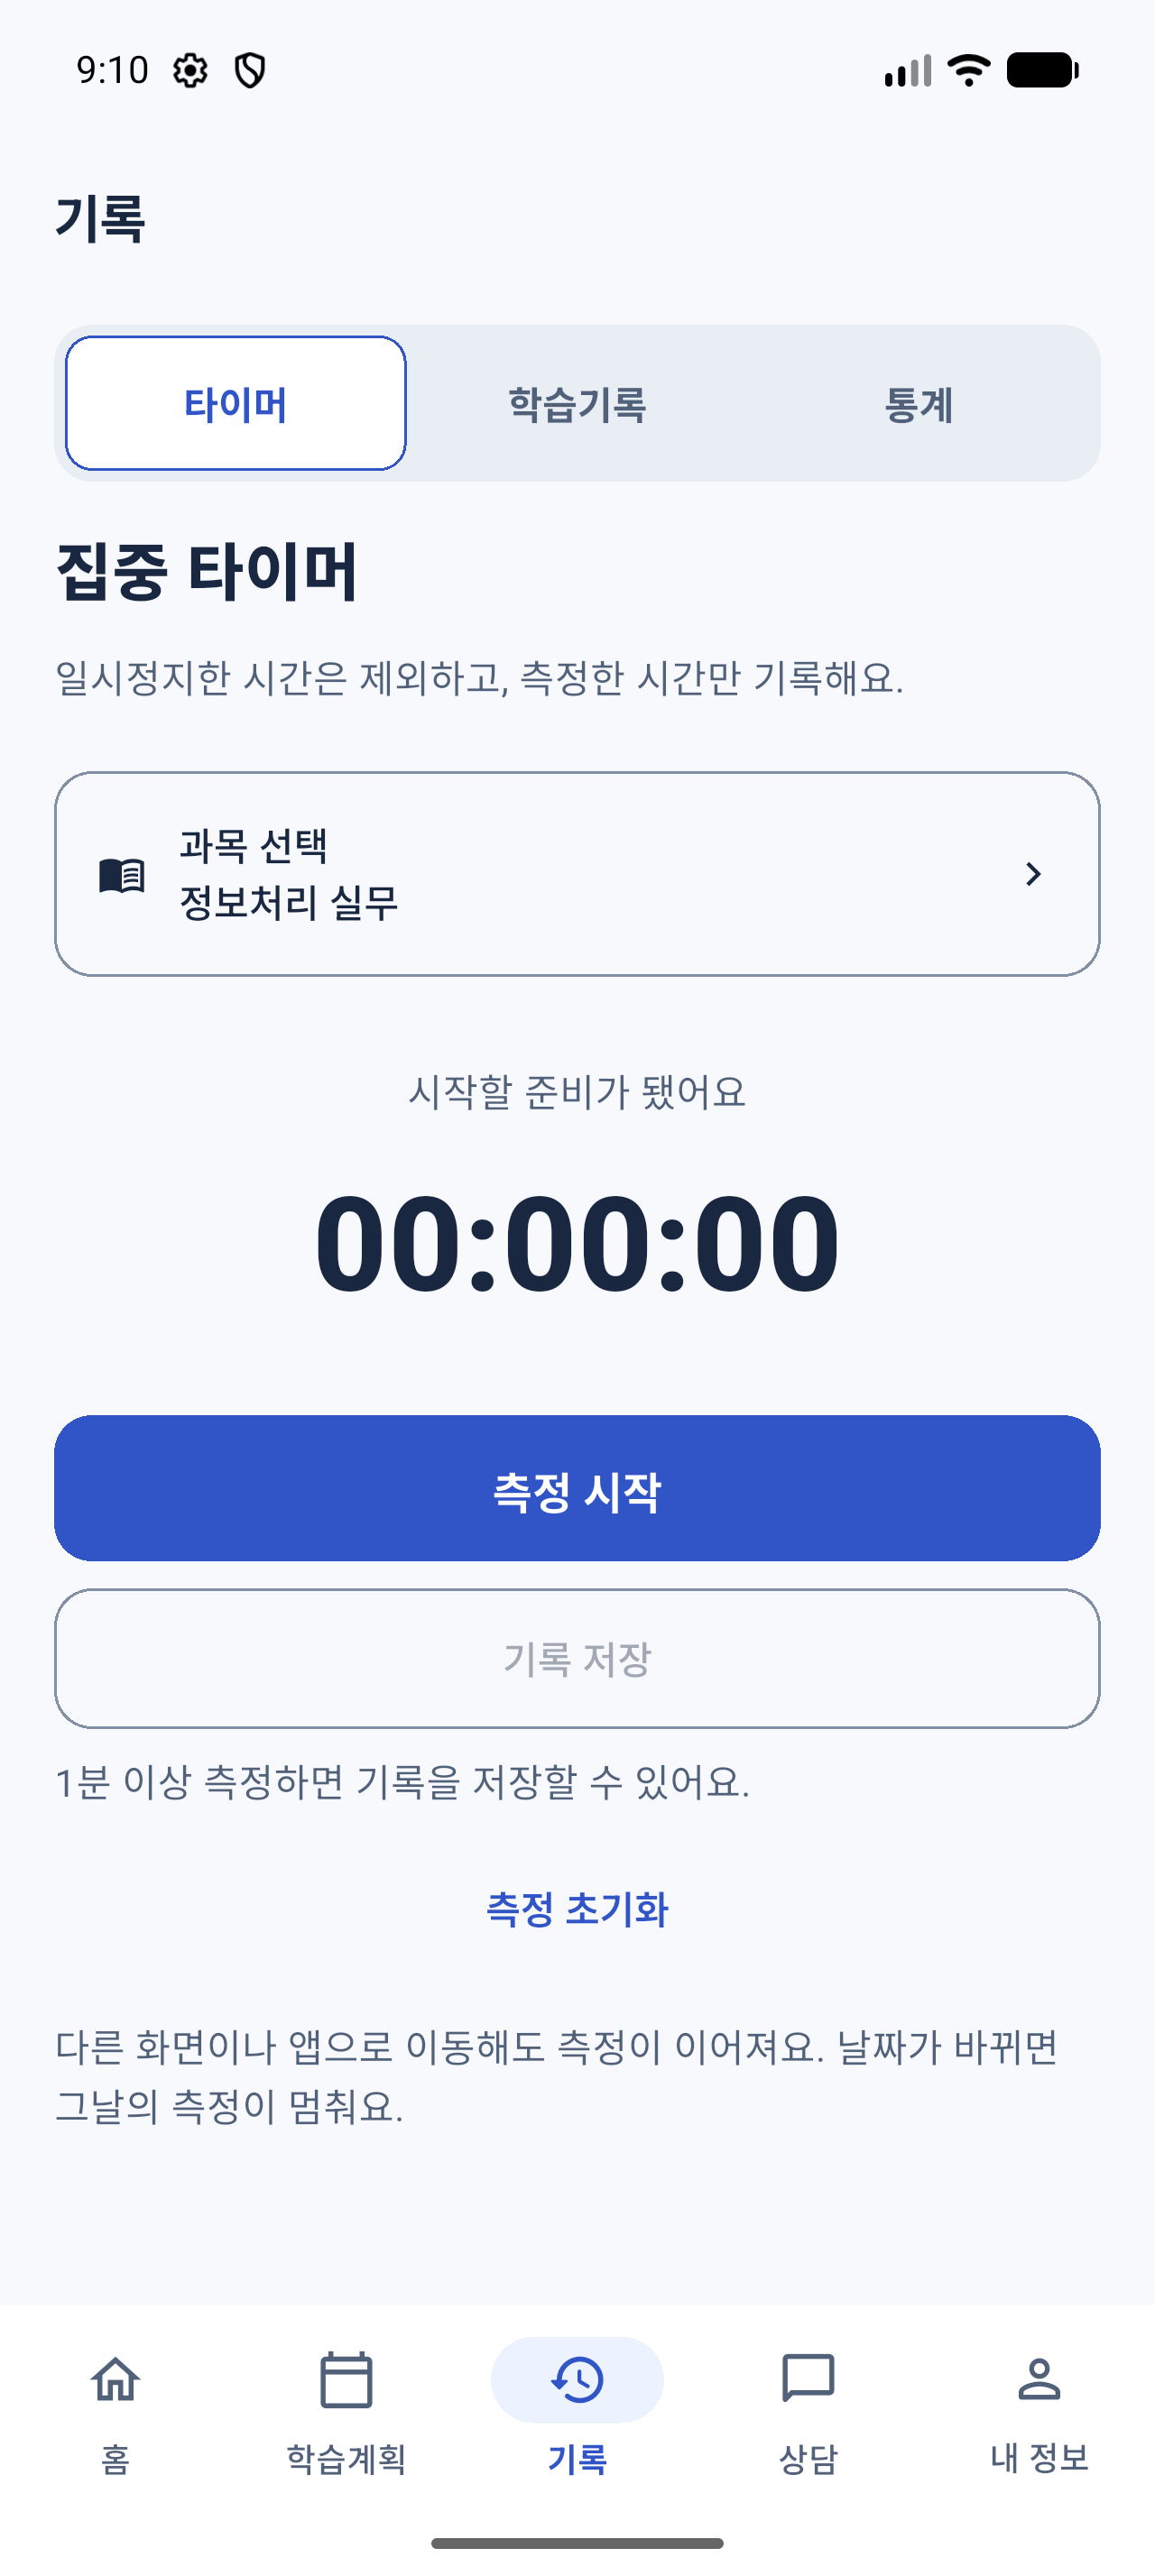 9:10
기록
타이머
학습기록
통계
집중 타이머
일시정지한 시간은 제외하고, 측정한 시간만 기록해요.
과목 선택
정보처리 실무
시작할 준비가 됐어요
00:00:00
측정 시작
기록 저장
1분 이상 측정하면 기록을 저장할 수 있어요.
측정 초기화
다른 화면이나 앱으로 이동해도 측정이 이어져요. 날짜가 바뀌면
그날의 측정이 멈춰요.
홈
학습계획
기록
상담
내 정보